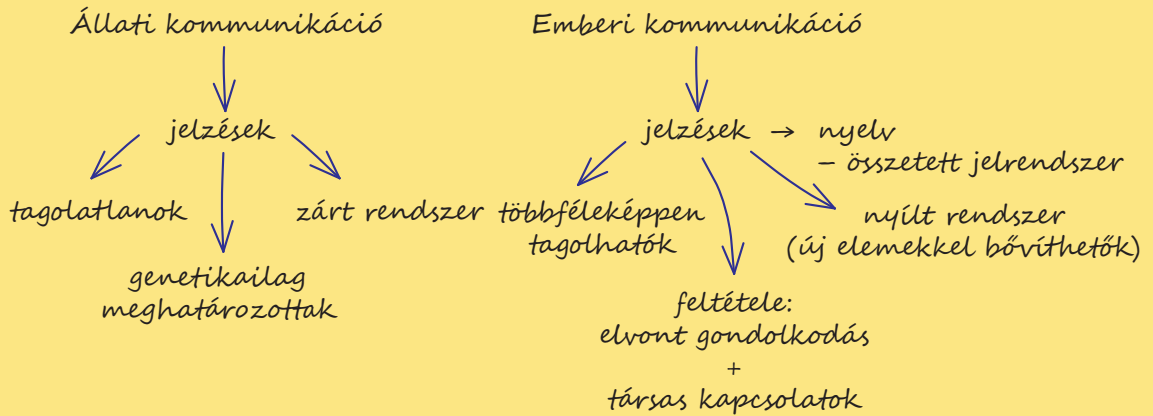 Állati kommunikáció
jelzések
tagolatlanok
genetikailag
meghatározottak
zárt rendszer
Emberi kommunikáció
jelzések → nyelv
– összetett jelrendszer
többféleképpen
tagolhatók
feltétele:
elvont gondolkodás
+
társas kapcsolatok
nyílt rendszer
(új elemekkel bővíthetők)